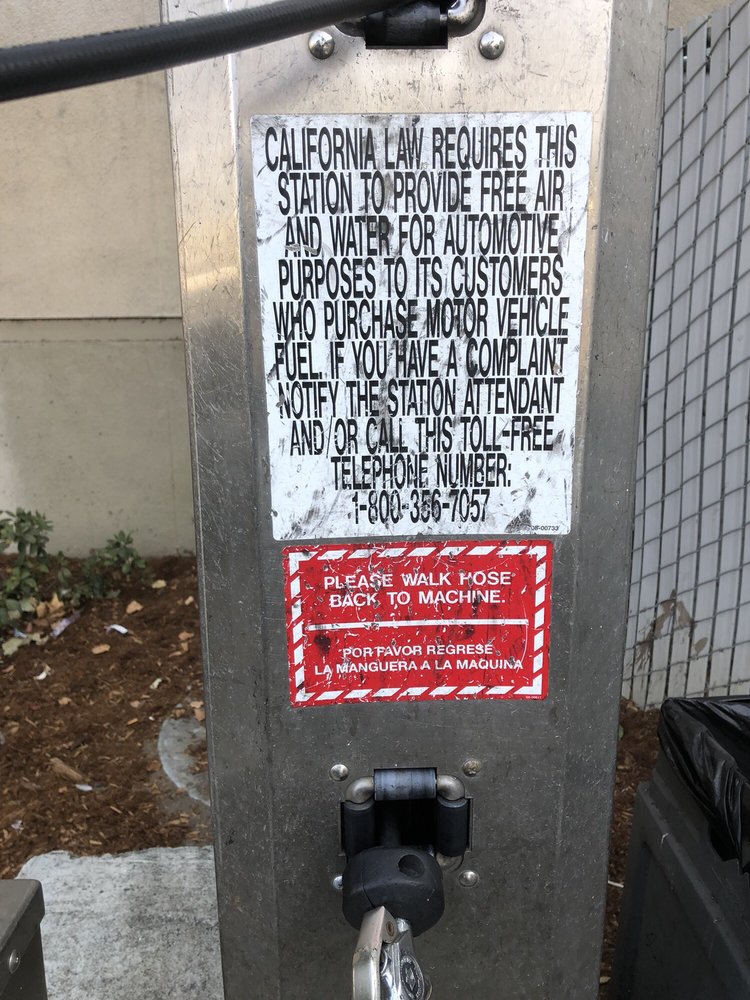 CALIFORNIA LAW REQUIRES THIS
STATION TO PROVIDE FREE AIR
AND WATER FOR AUTOMOTIVE
PURPOSES TO ITS CUSTOMERS
WHO PURCHASE MOTOR VEHICLE
FUEL. IF YOU HAVE A COMPLAINT
NOTIFY THE STATION ATTENDANT
AND/OR CALL THIS TOLL-FREE
TELEPHONE NUMBER:
1-800-356-7057
PLEASE WALK HOSE
BACK TO MACHINE.
POR FAVOR REGRESE
LA MANGUERA A LA MAQUINA